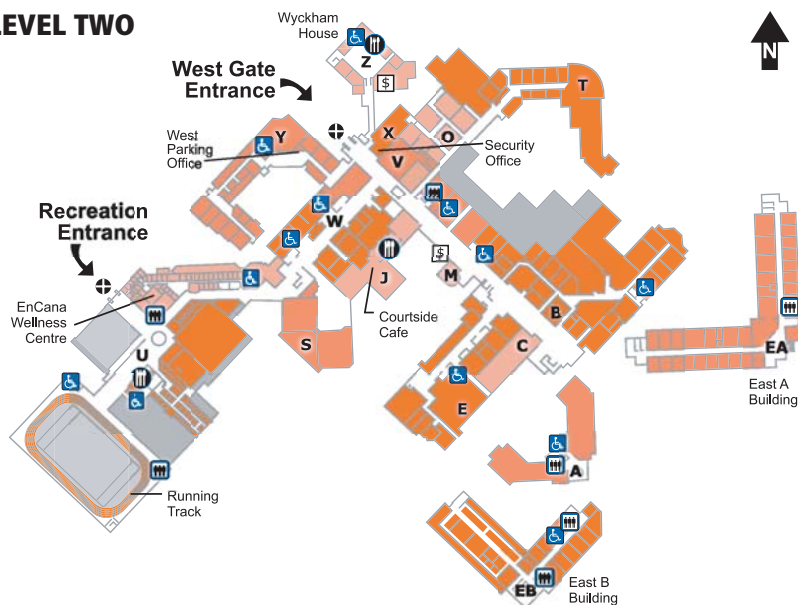 LEVEL TWO
Wyckham
House
N
Z
$
West Gate
Entrance
T
West
Parking
Office
Y
X
O
V
Security
Office
Recreation
Entrance
W
$
M
J
EnCana
Wellness
Centre
Courtside
Cafe
B
U
S
C
EA
East A
Building
E
A
Running
Track
EB
East B
Building